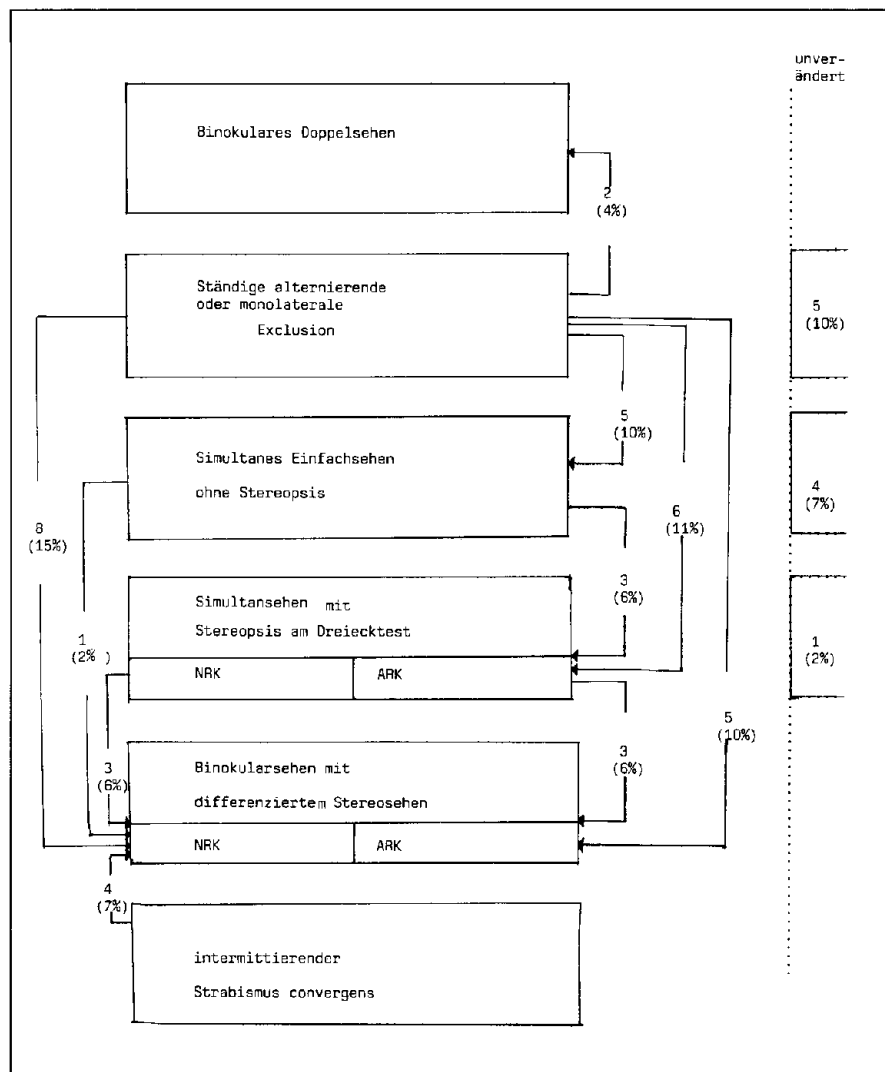 unver-
ändert
Binokulares Doppelsehen
2
(4%)
Ständige alternierende
oder monolaterale
Exclusion
5
(10%)
5
(10%)
Simultanes Einfachsehen
ohne Stereopsis
4
(7%)
8
(15%)
6
(11%)
3
(6%)
Simultansehen mit
Stereopsis am Dreiecktest
1
(2% )
1
(2%)
NRK
ARK
5
(10%)
3
(6%)
3
(6%)
Binokularsehen mit
differenziertem Stereosehen
NRK
ARK
4
(7%)
intermittierender
Strabismus convergens